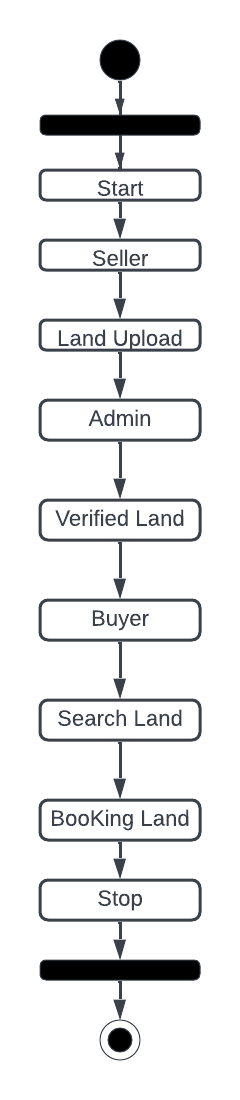 Start
Seller
Land Upload
Admin
Verified Land
Buyer
Search Land
BooKing Land
Stop